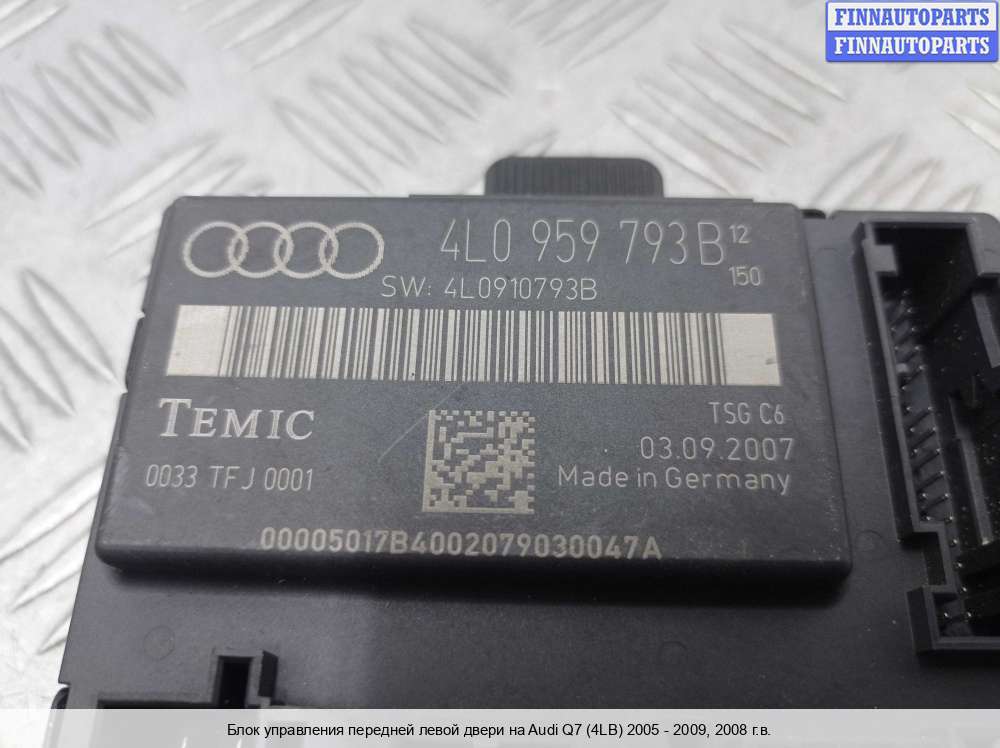 FINNAUTOPARTS
FINNAUTOPARTS
4L0 959 793B 12
150
SW: 4L0910793B
TEMIC
TSG C6
03.09.2007
0033 TFJ 0001
Made in Germany
00005017B4002079030047A
Блок управления передней левой двери на Audi Q7 (4LB) 2005 - 2009, 2008 г.в.